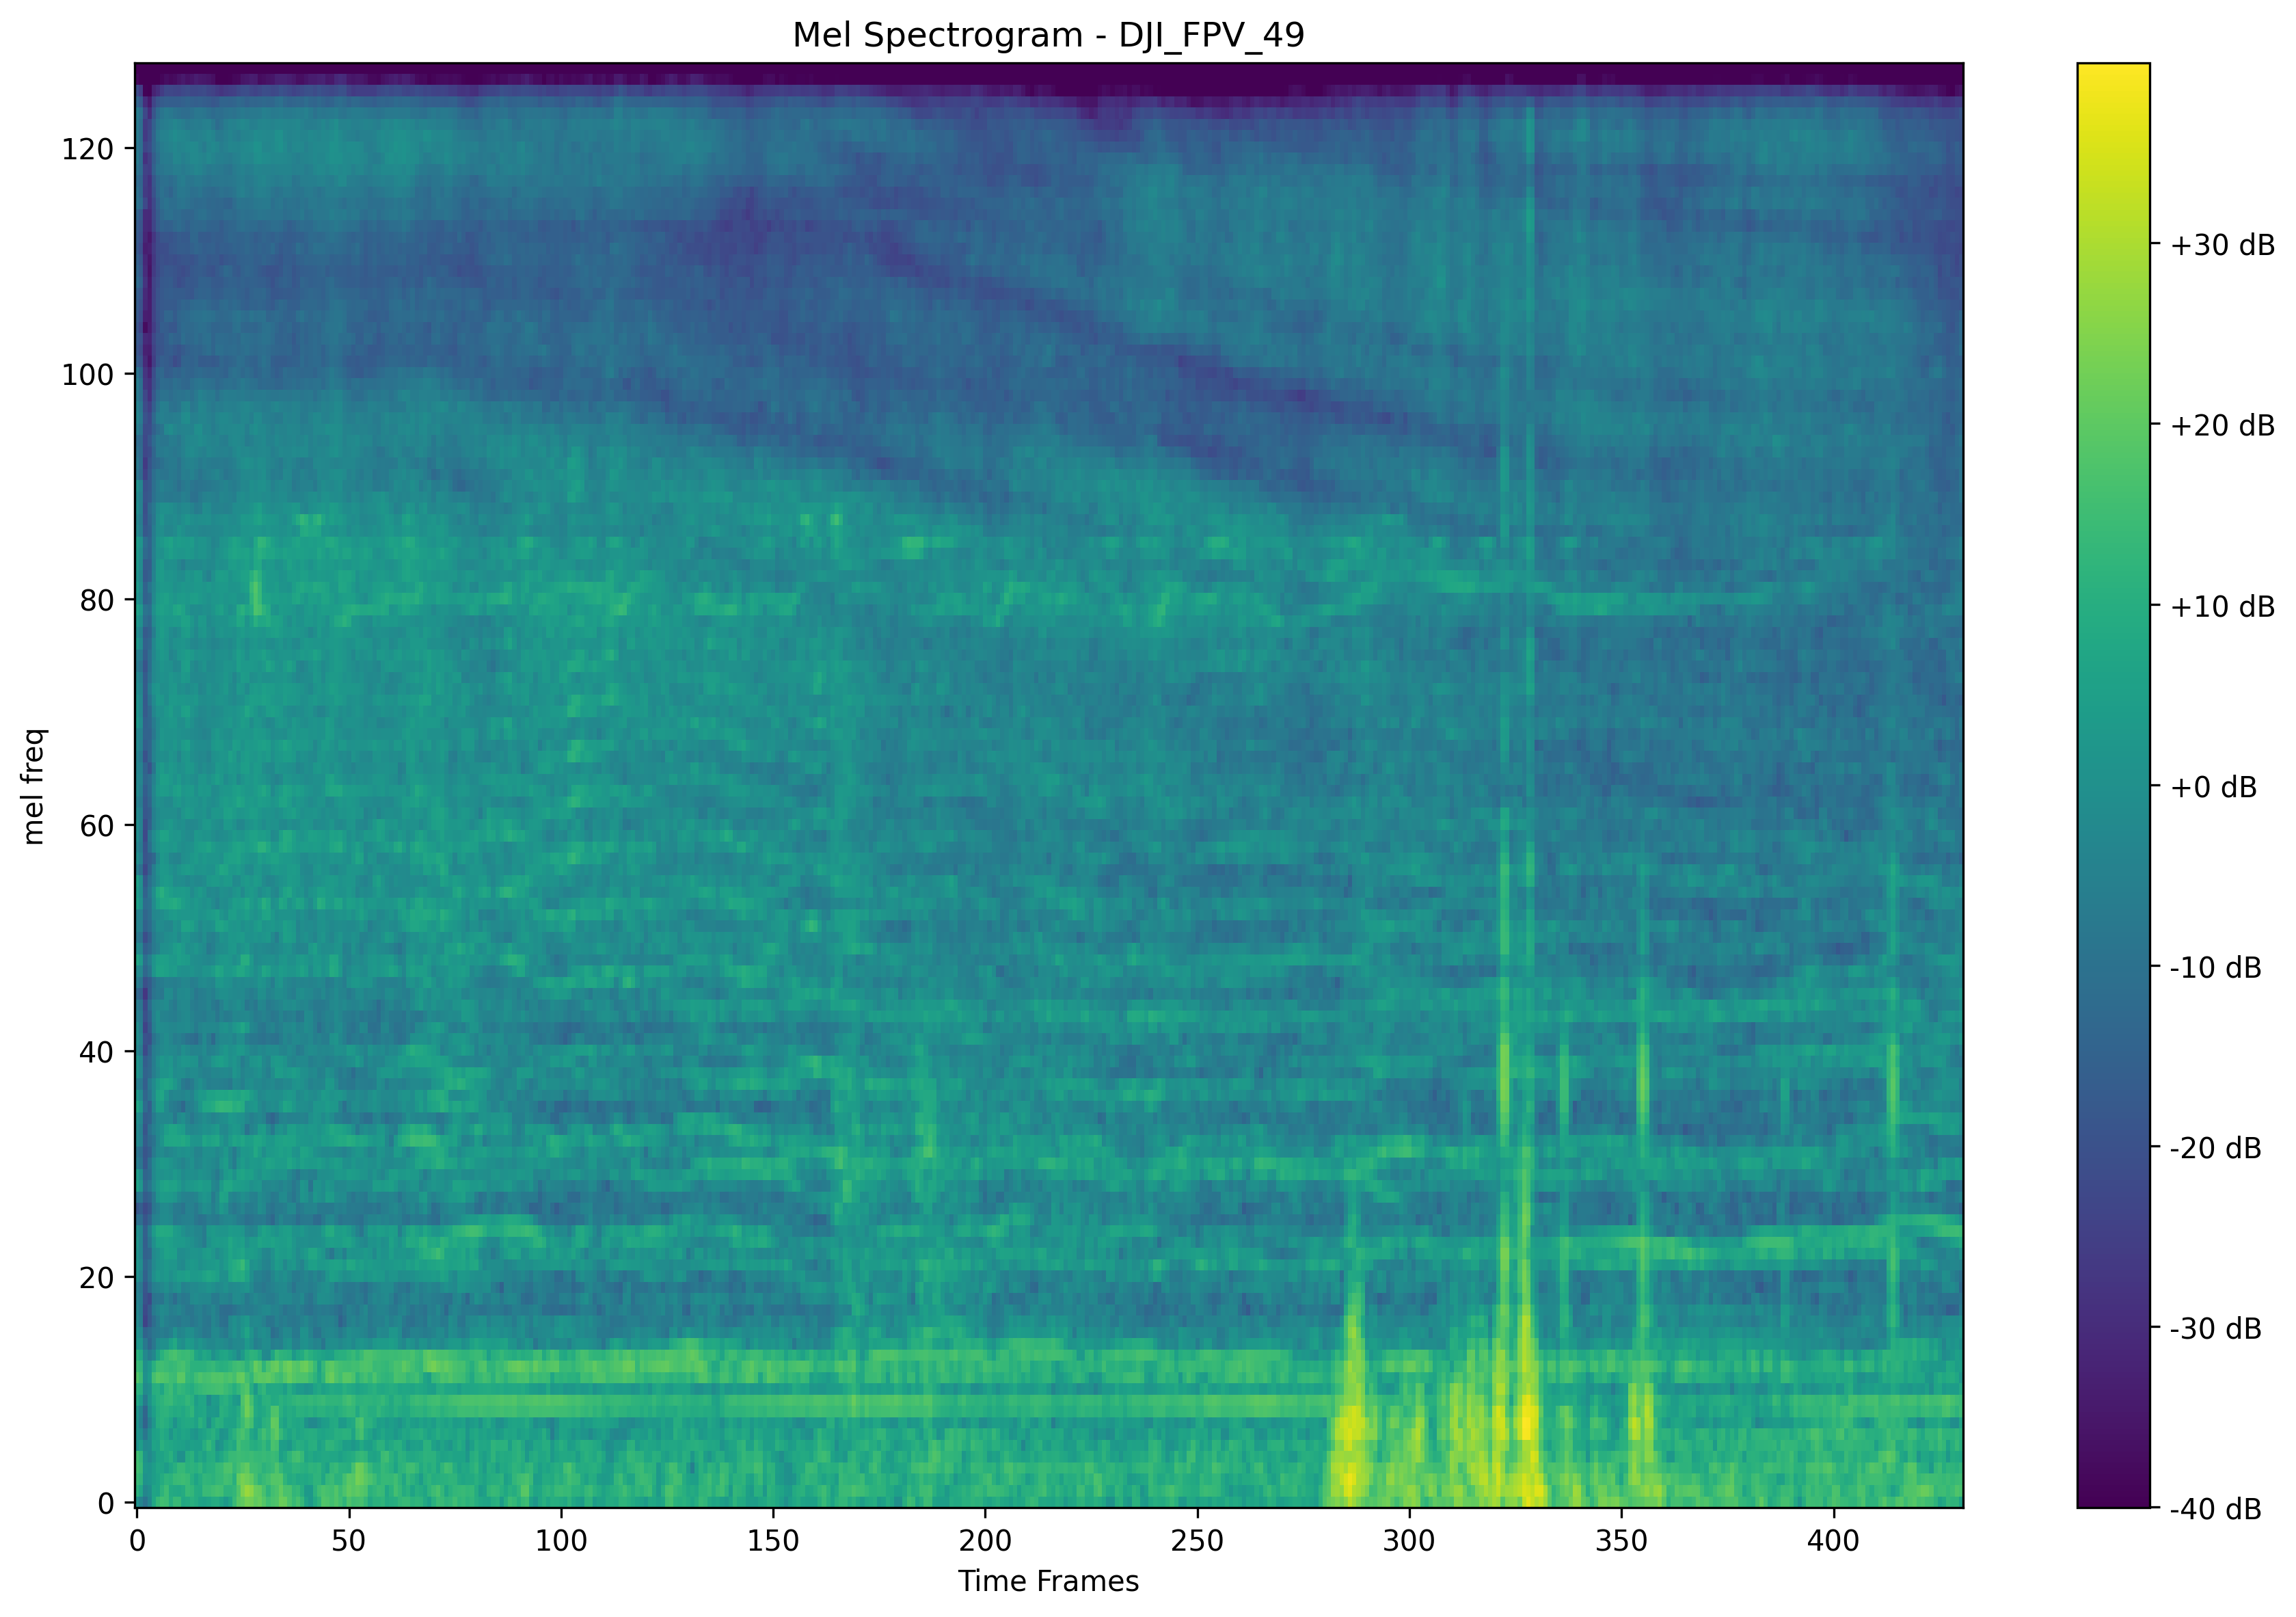 Mel Spectrogram - DJI_FPV_49
120
100
80
60
40
20
0
mel freq
0 50 100 150 200 250 300 350 400
Time Frames
+30 dB
+20 dB
+10 dB
+0 dB
-10 dB
-20 dB
-30 dB
-40 dB